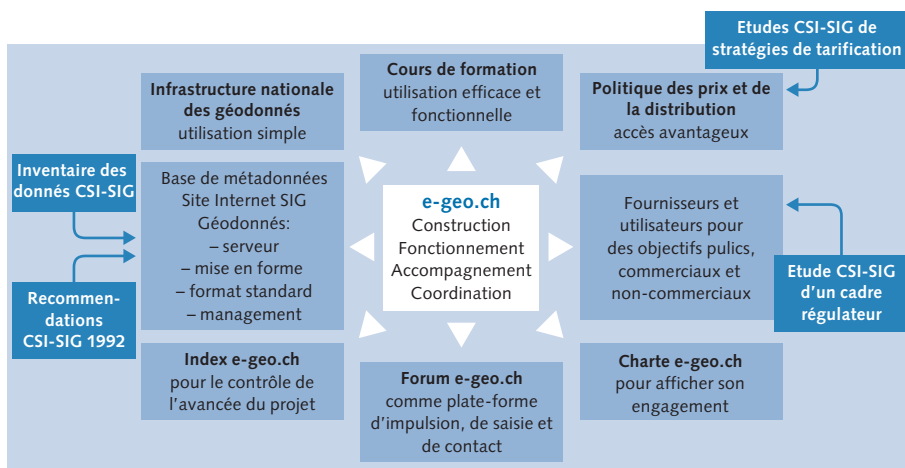 Etudes CSI-SIG de
stratégies de tarification
Cours de formation
utilisation efficace et
fonctionnelle
Infrastructure nationale
des géodonnés
utilisation simple
Politique des prix et de
la distribution
accès avantageux
Inventaire des
donnés CSI-SIG
Base de métadonnées
Site Internet SIG
Géodonnés:
– serveur
– mise en forme
– format standard
– management
e-geo.ch
Construction
Fonctionnement
Accompagnement
Coordination
Fournisseurs et
utilisateurs pour
des objectifs pulics,
commerciaux et
non-commerciaux
Recommen-
dations
CSI-SIG 1992
Etude CSI-SIG
d'un cadre
régulateur
Index e-geo.ch
pour le contrôle de
l'avancée du projet
Forum e-geo.ch
comme plate-forme
d'impulsion, de saisie et
de contact
Charte e-geo.ch
pour afficher son
engagement